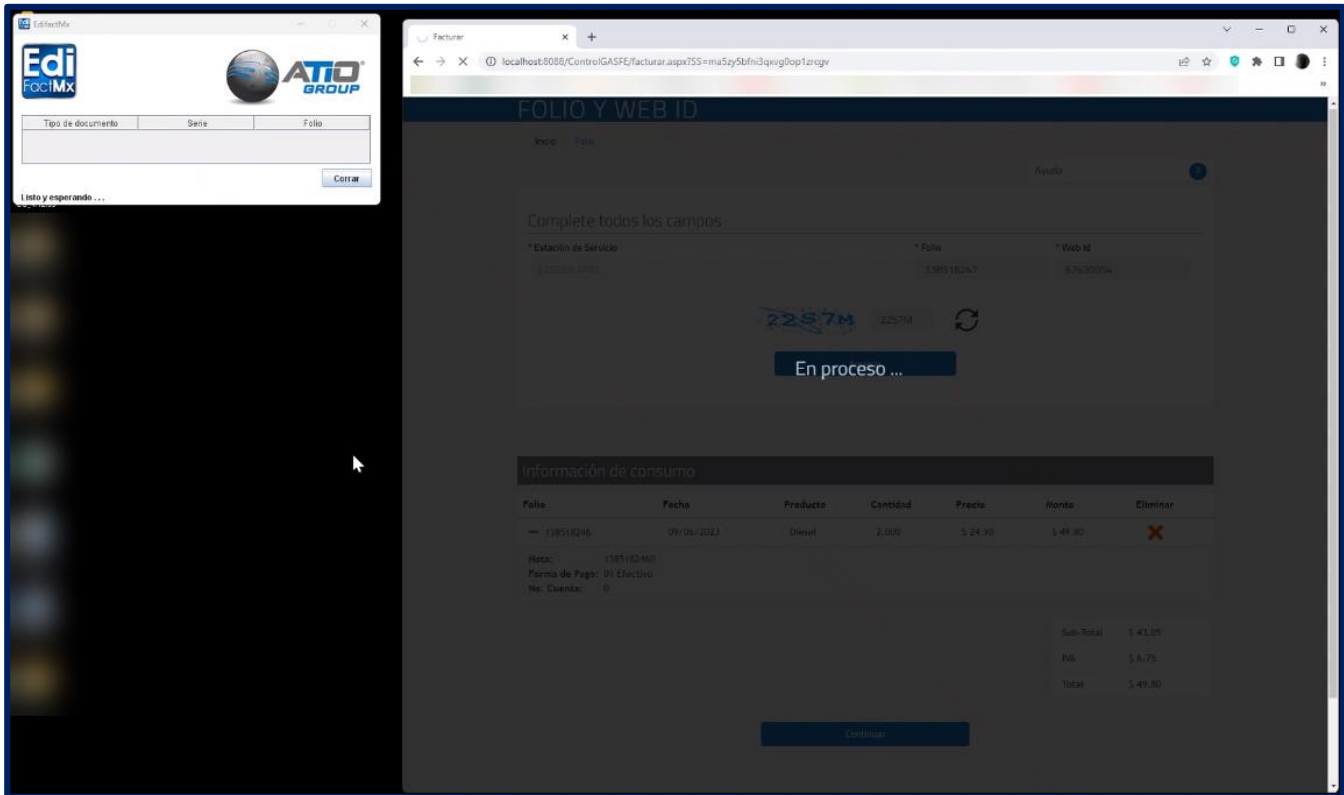 EdifactMx
Edi
FactMx
ATIO
GROUP
Tipo de documento Serie Folio
Cerrar
Listo y esperando . . .
Facturar
localhost:8088/ControlGASFE/facturar.aspx?SS=ma5zy5bfni3qxvg0op1zrcgv
FOLIO Y WEB ID
Inicio Folio
Ayuda ?
Complete todos los campos
* Estación de Servicio * Folio * Web Id
2257M 2257M
En proceso ...
Información de consumo
Folio Fecha Producto Cantidad Precio Monto Eliminar
138518246 09/06/2023 Diesel 2.000 $ 24.90 $ 49.80
Nota: 1385182460
Forma de Pago: 01 Efectivo
No. Cuenta: 0
Sub-Total $ 43.05
IVA $ 6.75
Total $ 49.80
Continuar